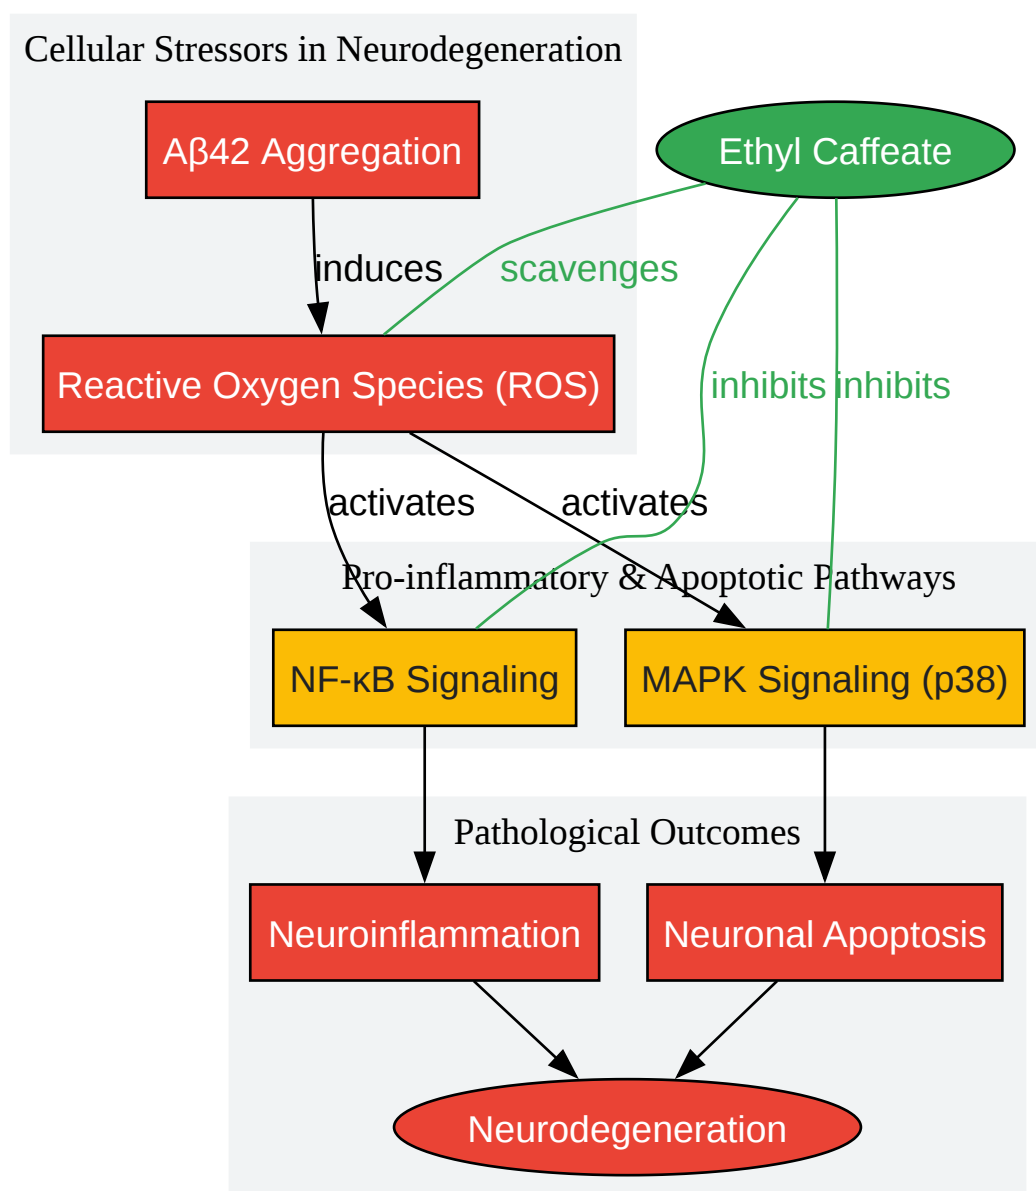 Cellular Stressors in Neurodegeneration
Aβ42 Aggregation
Ethyl Caffeate
induces
scavenges
Reactive Oxygen Species (ROS)
inhibits
inhibits
activates
activates
Pro-inflammatory & Apoptotic Pathways
NF-κB Signaling
MAPK Signaling (p38)
Pathological Outcomes
Neuroinflammation
Neuronal Apoptosis
Neurodegeneration